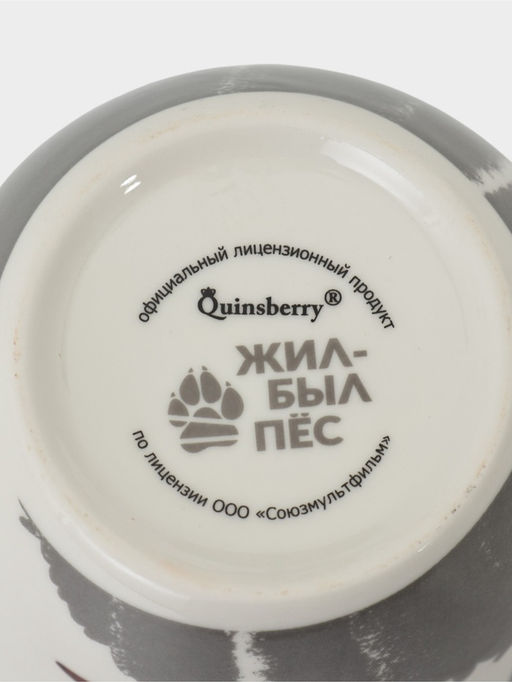 официальный лицензионный продукт
Quinsberry®
ЖИЛ-
БЫЛ
ПЁС
по лицензии ООО «Союзмультфильм»